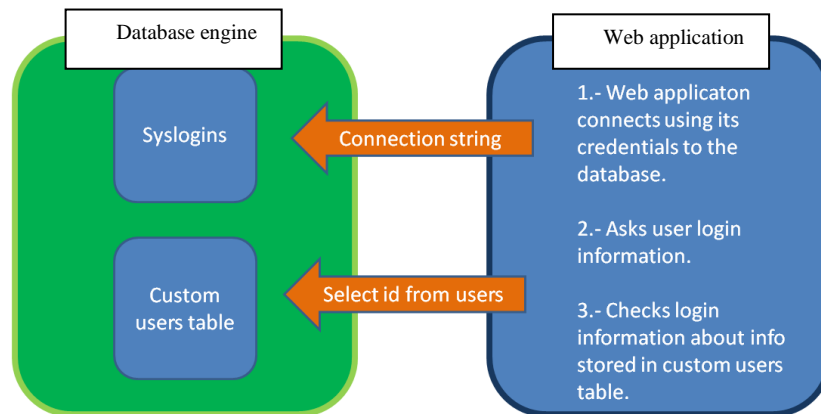 Database engine
Web application
Syslogins
Connection string
1.- Web applicaton
connects using its
credentials to the
database.
2.- Asks user login
information.
Custom
users table
Select id from users
3.- Checks login
information about info
stored in custom users
table.